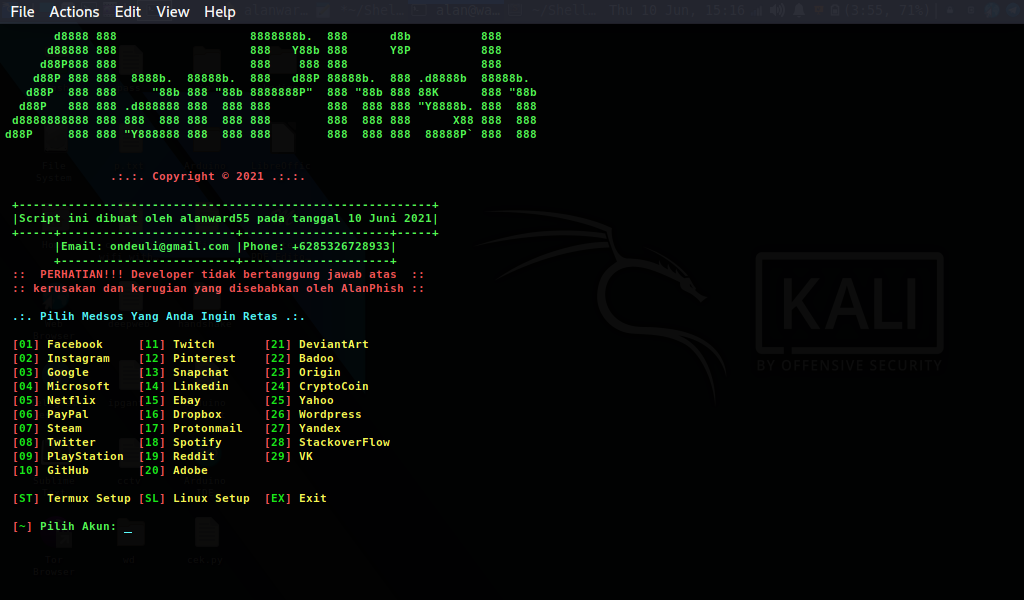 File Actions Edit View Help
Thu 10 Jun, 15:16
AlanPhish
.:.:. Copyright © 2021 .:.:.
+-----------------------------------------------------------+
|Script ini dibuat oleh alanward55 pada tanggal 10 Juni 2021|
+-----+-------------------------+---------------------+-----+
|Email: ondeuli@gmail.com |Phone: +6285326728933|
+-------------------------+---------------------+
:: PERHATIAN!!! Developer tidak bertanggung jawab atas ::
:: kerusakan dan kerugian yang disebabkan oleh AlanPhish ::
.:. Pilih Medsos Yang Anda Ingin Retas .:.
[01] Facebook [11] Twitch [21] DeviantArt
[02] Instagram [12] Pinterest [22] Badoo
[03] Google [13] Snapchat [23] Origin
[04] Microsoft [14] Linkedin [24] CryptoCoin
[05] Netflix [15] Ebay [25] Yahoo
[06] PayPal [16] Dropbox [26] Wordpress
[07] Steam [17] Protonmail [27] Yandex
[08] Twitter [18] Spotify [28] StackoverFlow
[09] PlayStation [19] Reddit [29] VK
[10] GitHub [20] Adobe
[ST] Termux Setup [SL] Linux Setup [EX] Exit
[~] Pilih Akun: _
KALI
BY OFFENSIVE SECURITY